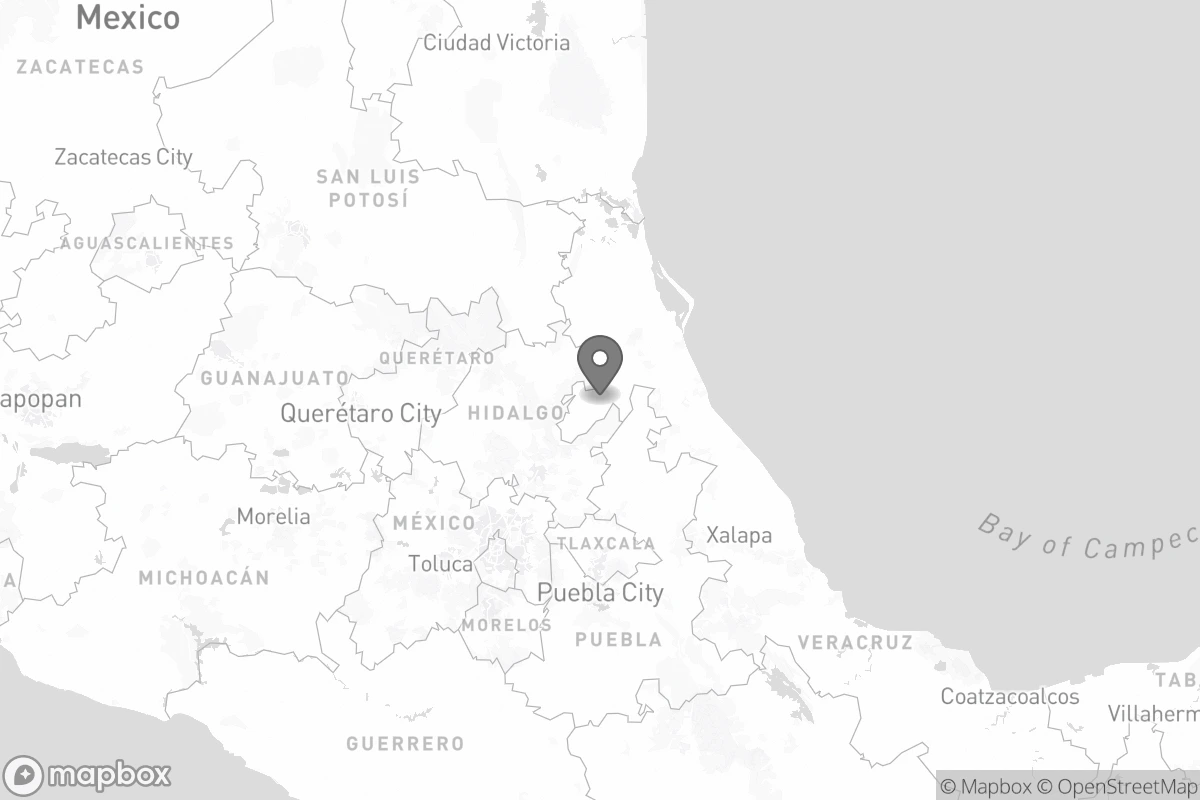 Mexico
Ciudad Victoria
ZACATECAS
Zacatecas City
SAN LUIS
POTOSÍ
AGUASCALIENTES
QUERÉTARO
GUANAJUATO
apopan
Querétaro City
HIDALGO
Morelia
MÉXICO
Xalapa
Bay of Campec
TLAXCALA
Toluca
A
MICHOACÁN
Puebla City
MORELOS
PUEBLA
VERACRUZ
TAB
Coatzacoalcos
Villaherm
GUERRERO
mapbox
© Mapbox © OpenStreetMap